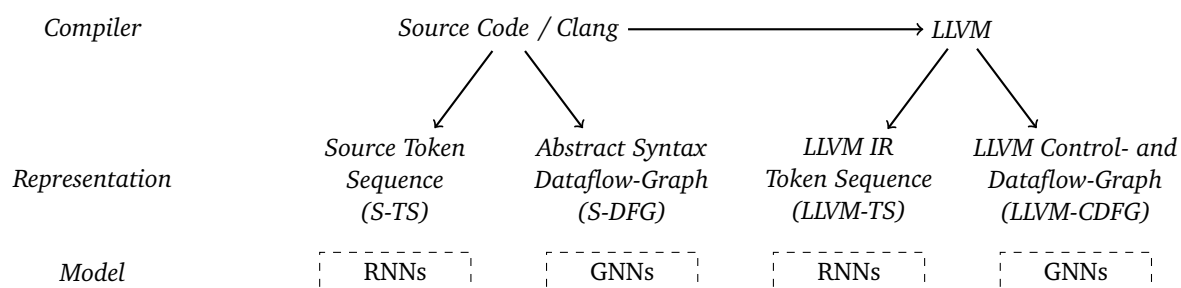 Compiler Source Code / Clang LLVM
Source Token Abstract Syntax LLVM IR LLVM Control- and
Representation Sequence Dataflow-Graph Token Sequence Dataflow-Graph
(S-TS) (S-DFG) (LLVM-TS) (LLVM-CDFG)
Model RNNs GNNs RNNs GNNs